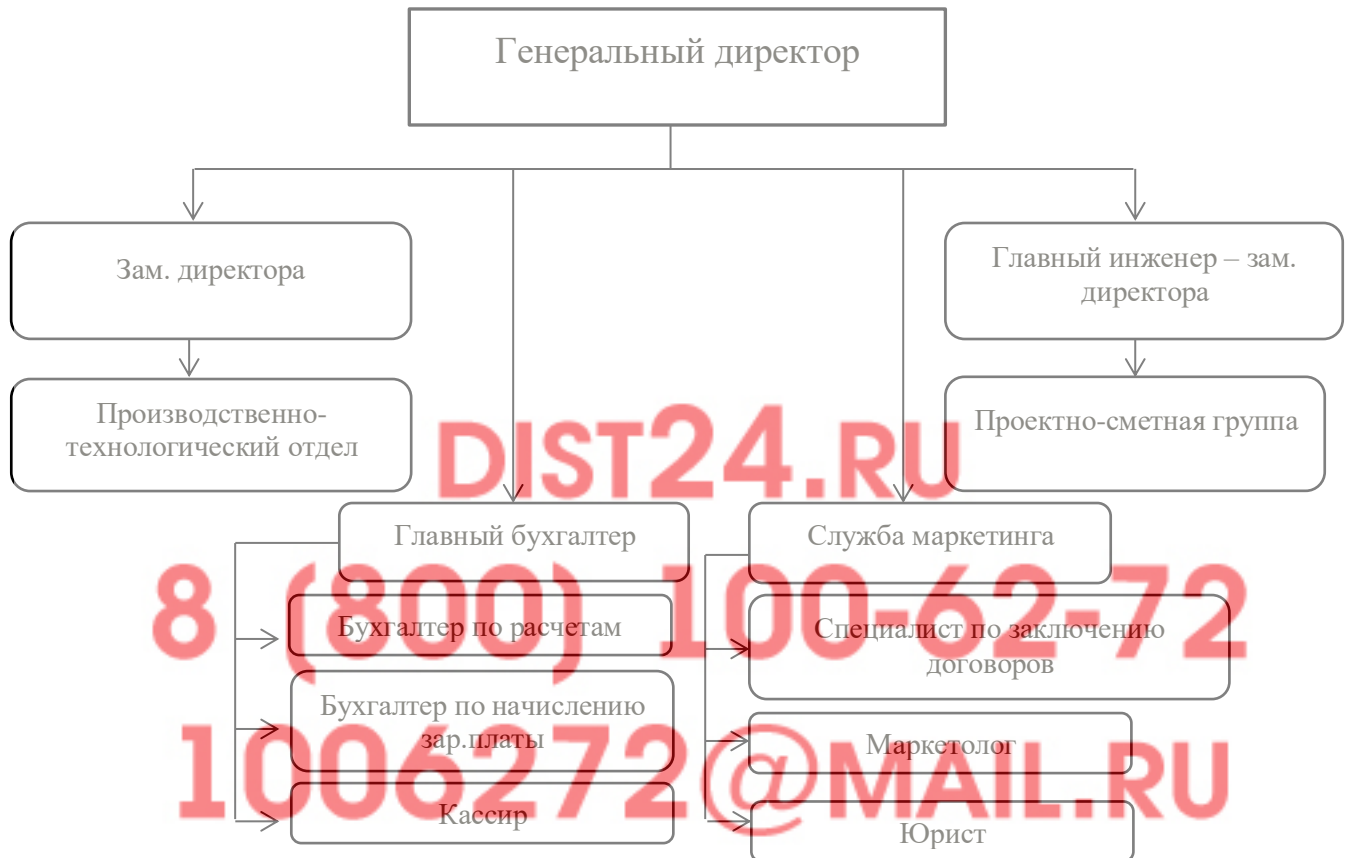 Генеральный директор
Зам. директора
Главный инженер – зам.
директора
Производственно-
технологический отдел
Проектно-сметная группа
DIST24.RU
Главный бухгалтер
Служба маркетинга
8 (800) 100-62-72
Бухгалтер по расчетам
Специалист по заключению
договоров
Бухгалтер по начислению
зар.платы
1006272@MAIL.RU
Маркетолог
Кассир
Юрист